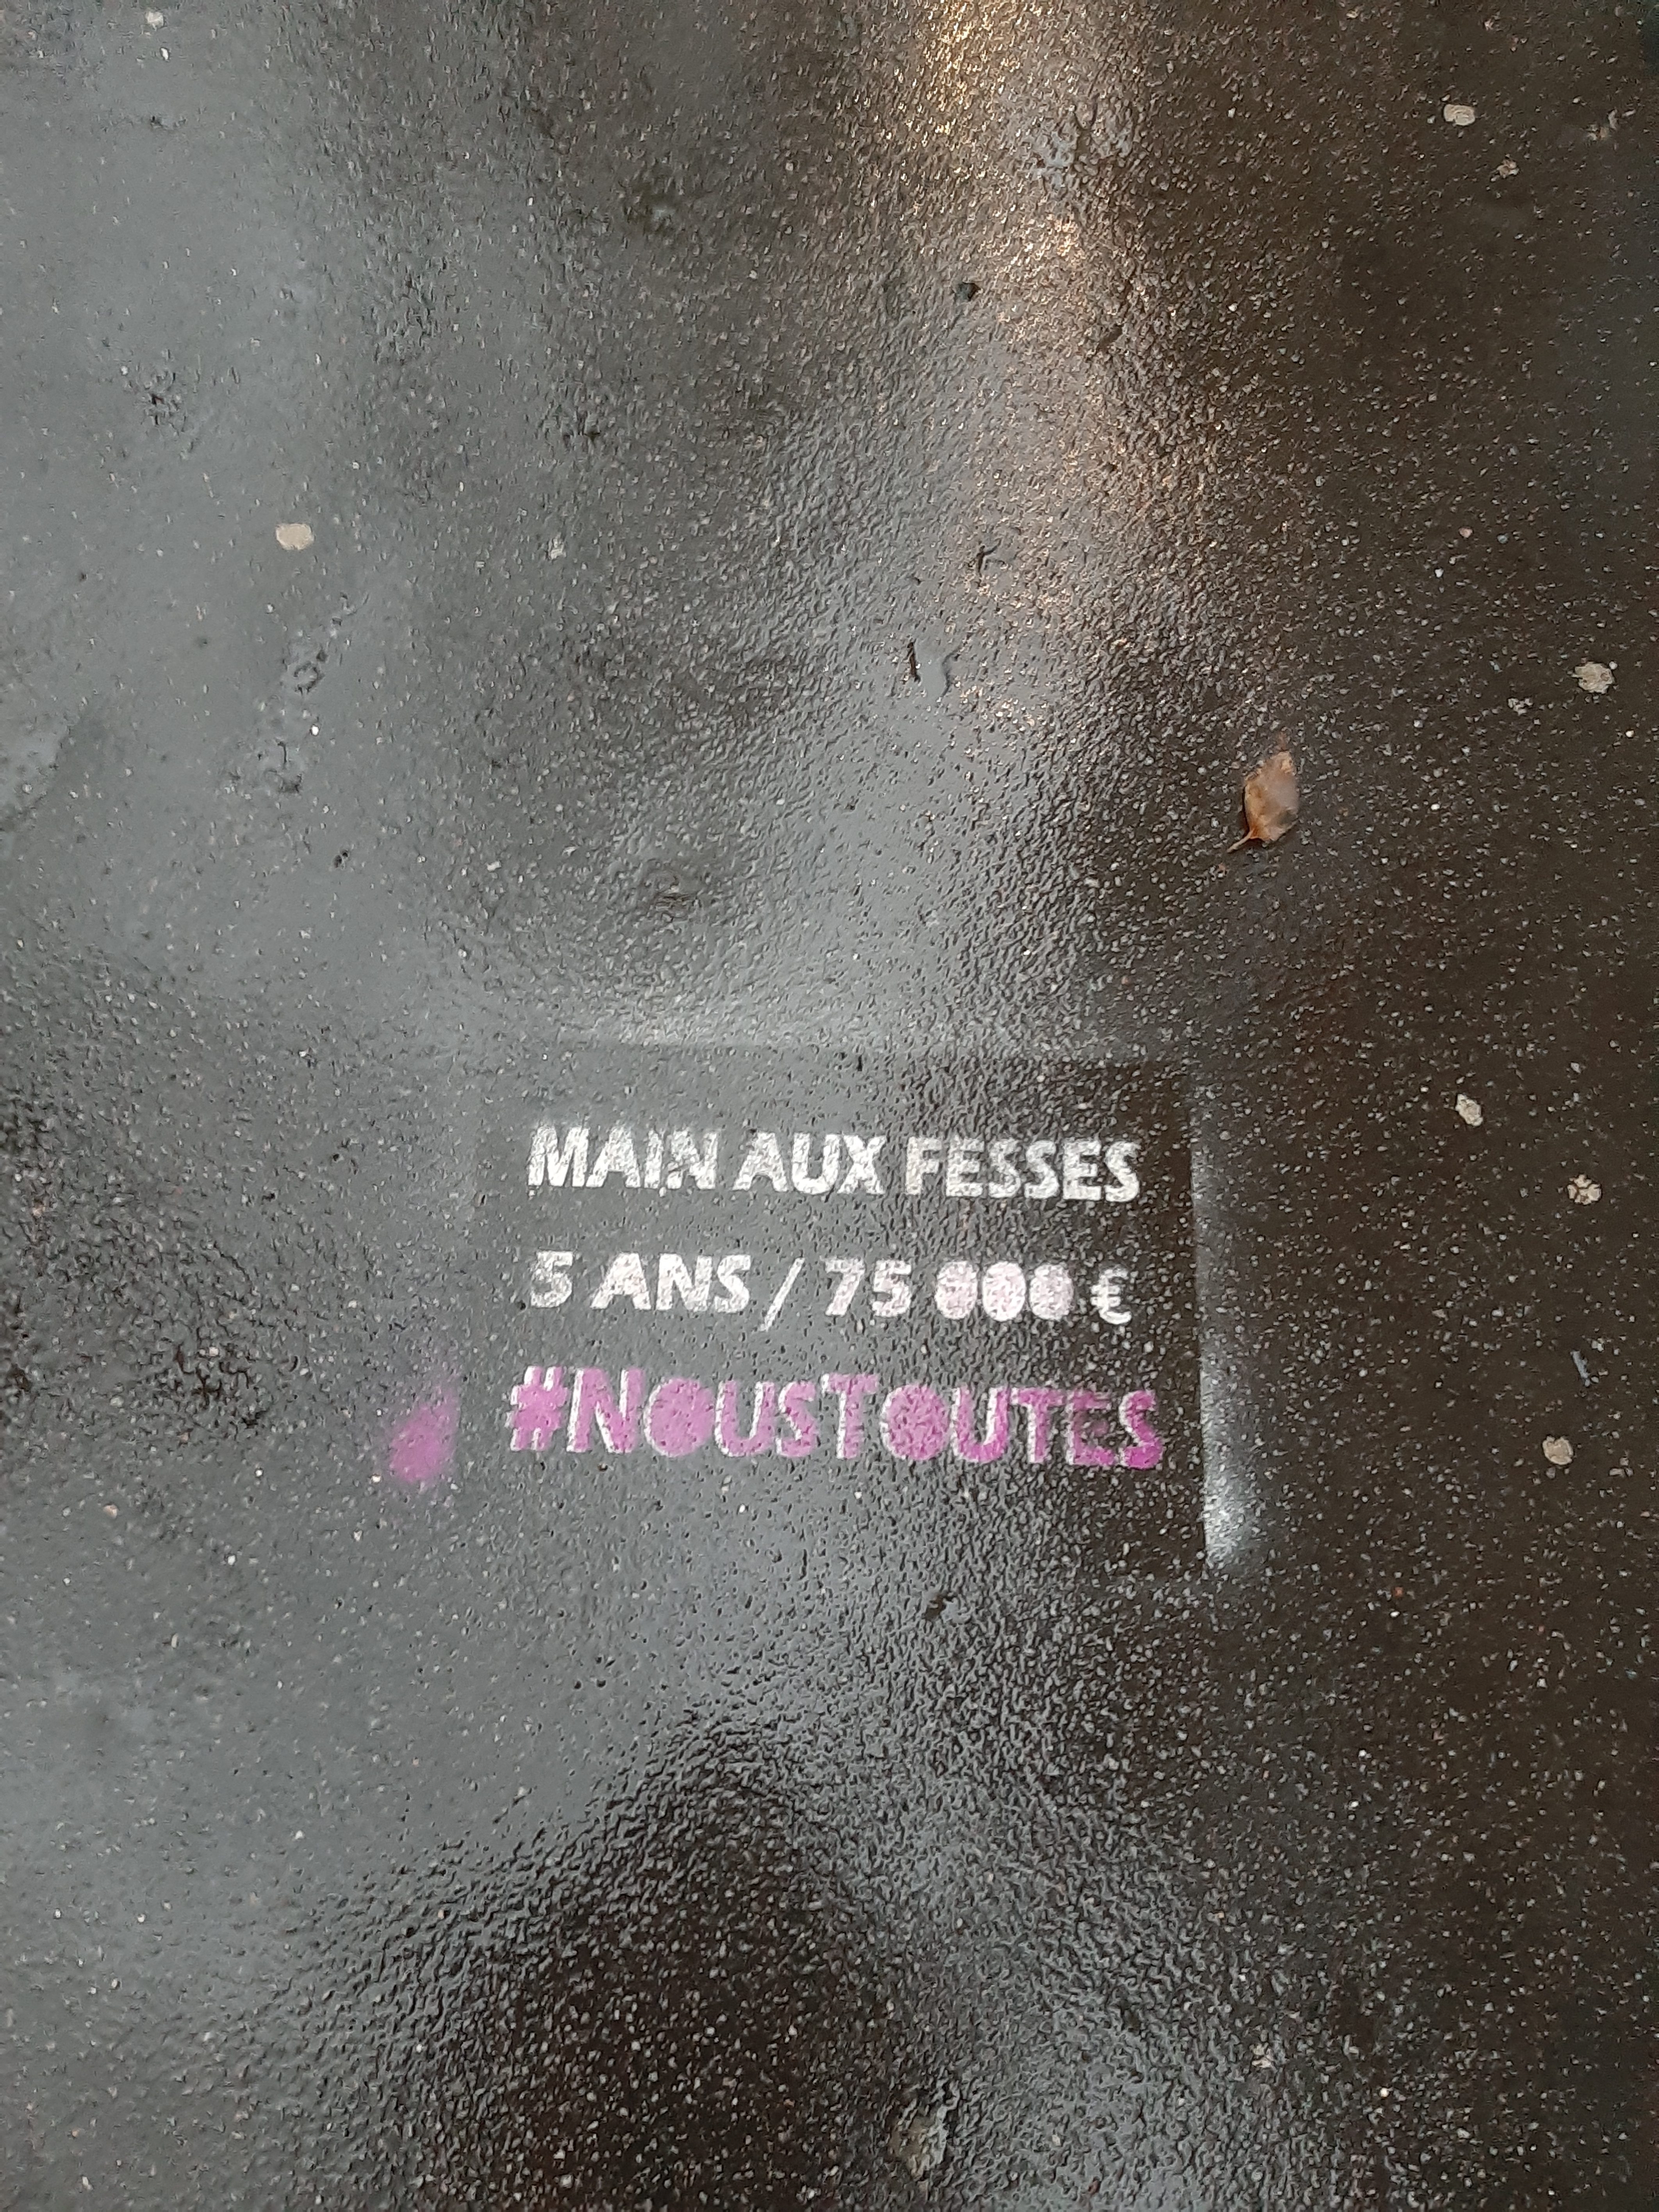 MAIN AUX FESSES
5 ANS / 75 000 €
#NOUSTOUTES